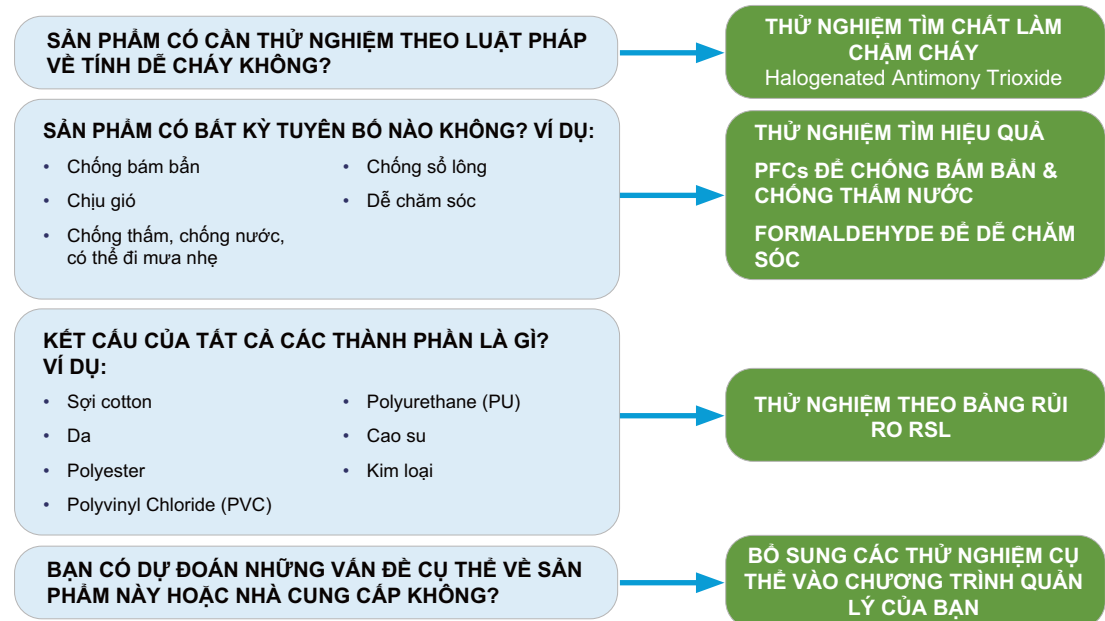 SẢN PHẨM CÓ CẦN THỬ NGHIỆM THEO LUẬT PHÁP
VỀ TÍNH DỄ CHÁY KHÔNG?
THỬ NGHIỆM TÌM CHẤT LÀM
CHẬM CHÁY
Halogenated Antimony Trioxide
SẢN PHẨM CÓ BẤT KỲ TUYÊN BỐ NÀO KHÔNG? VÍ DỤ:
• Chống bám bẩn
• Chịu gió
• Chống thấm, chống nước,
có thể đi mưa nhẹ
• Chống sổ lông
• Dễ chăm sóc
THỬ NGHIỆM TÌM HIỆU QUẢ
PFCs ĐỂ CHỐNG BÁM BẨN &
CHỐNG THẤM NƯỚC
FORMALDEHYDE ĐỂ DỄ CHĂM
SÓC
KẾT CẤU CỦA TẤT CẢ CÁC THÀNH PHẦN LÀ GÌ?
VÍ DỤ:
• Sợi cotton
• Da
• Polyester
• Polyvinyl Chloride (PVC)
• Polyurethane (PU)
• Cao su
• Kim loại
THỬ NGHIỆM THEO BẢNG RỦI
RO RSL
BẠN CÓ DỰ ĐOÁN NHỮNG VẤN ĐỀ CỤ THỂ VỀ SẢN
PHẨM NÀY HOẶC NHÀ CUNG CẤP KHÔNG?
BỔ SUNG CÁC THỬ NGHIỆM CỤ
THỂ VÀO CHƯƠNG TRÌNH QUẢN
LÝ CỦA BẠN